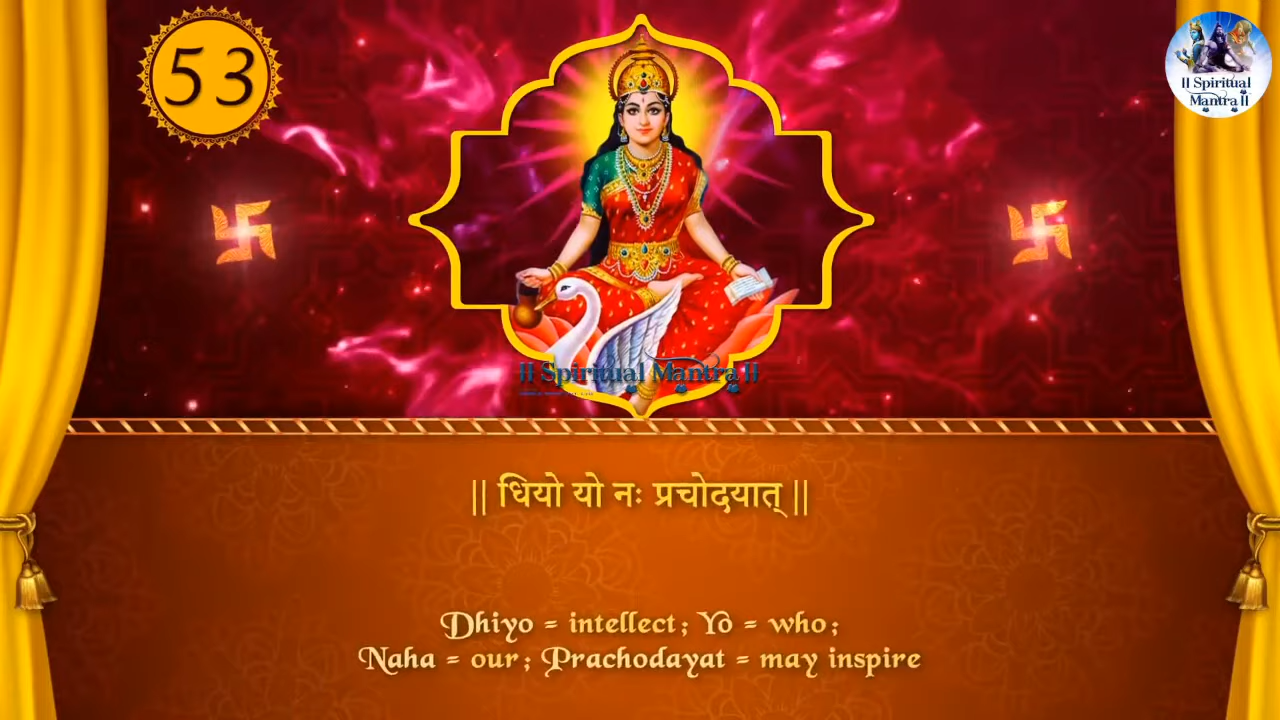 53
|| Spiritual
Mantra ||
|| Spiritual Mantra ||
|| धियो यो नः प्रचोदयात् ||
Dhiyo = intellect; Yo = who;
Naha = our; Prachodayat = may inspire